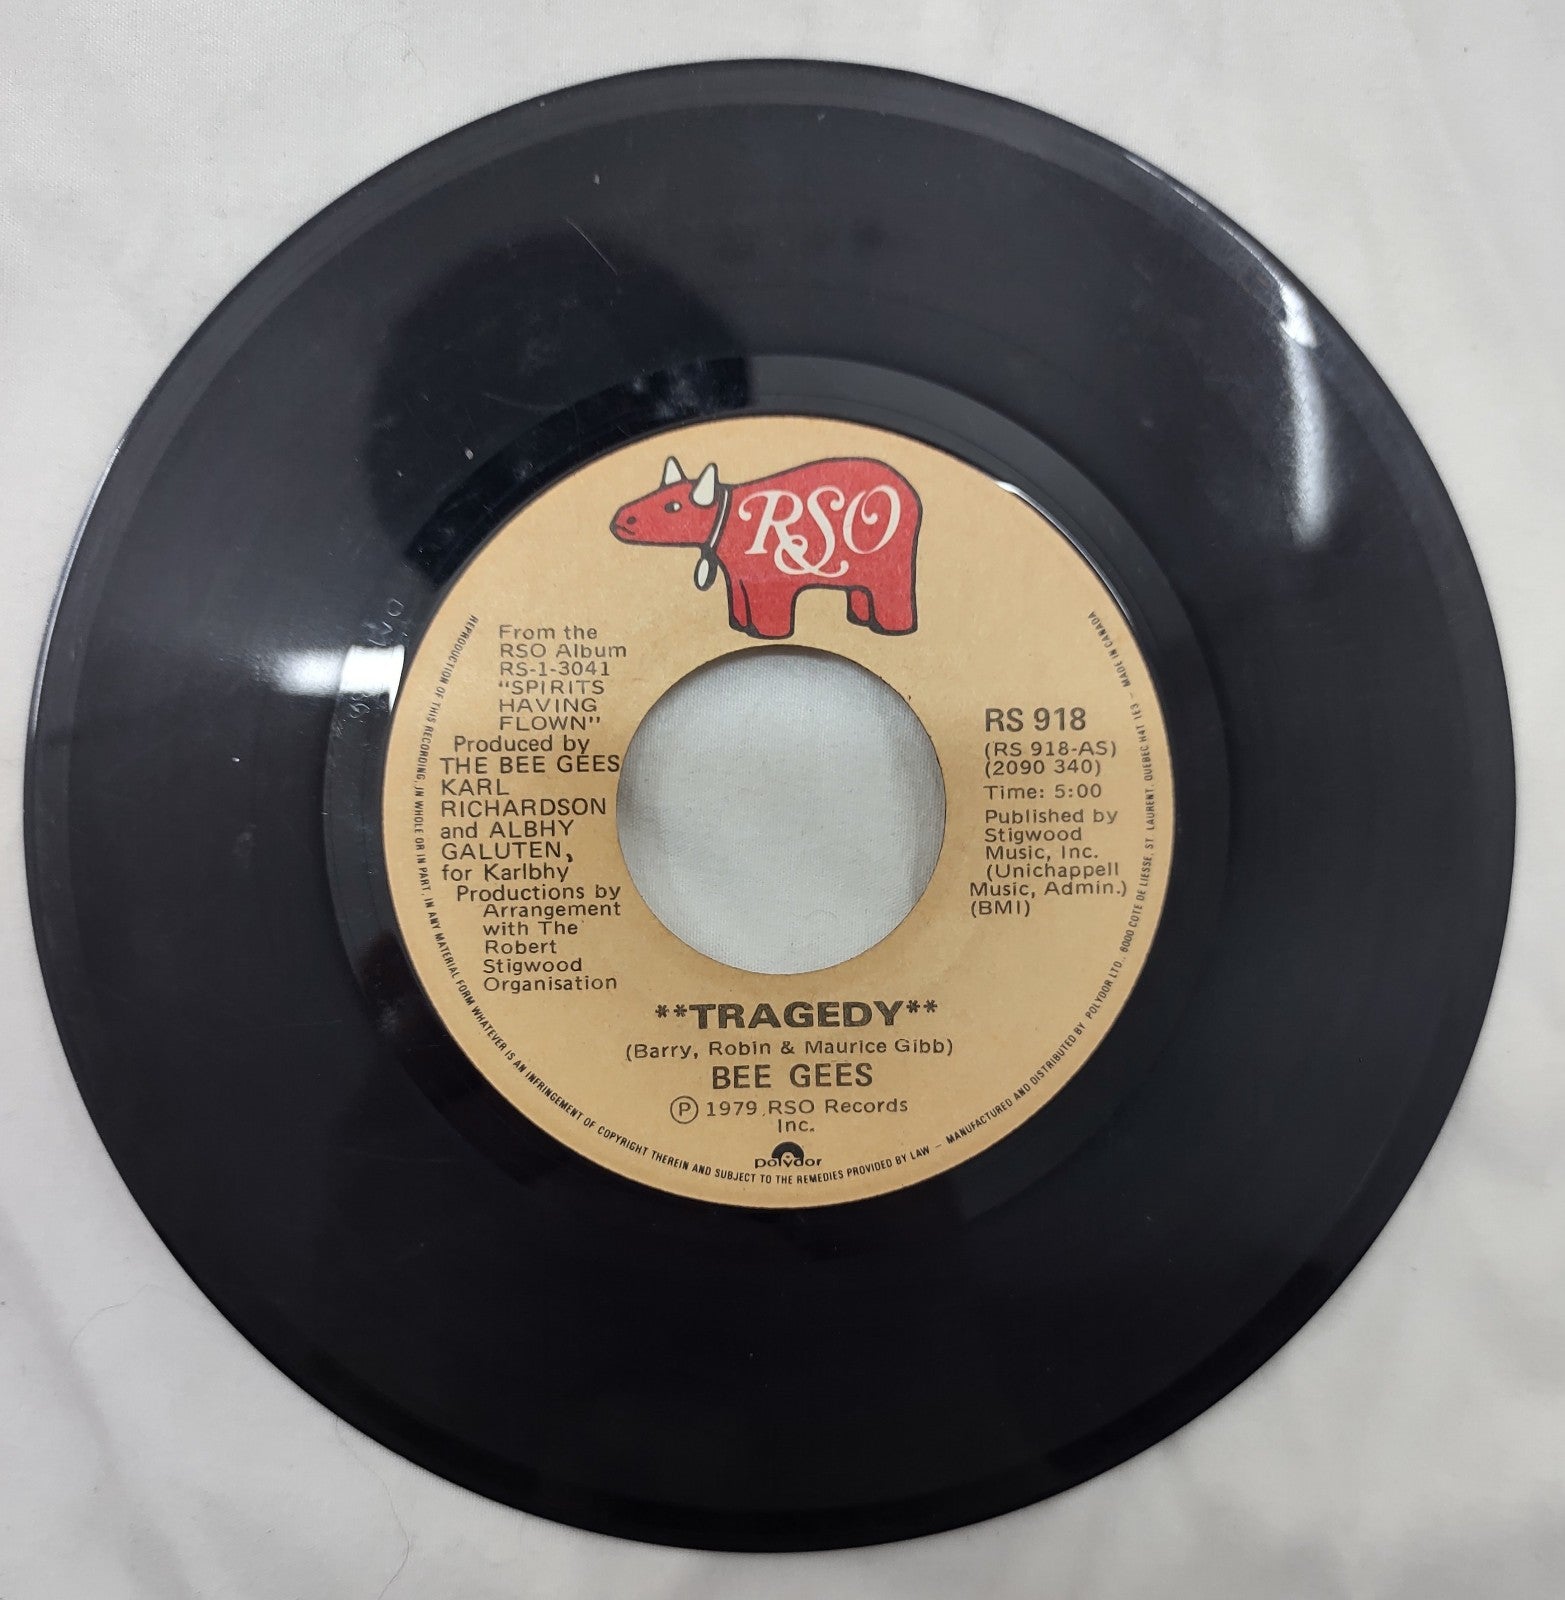 RSO
From the
RSO Album
RS-1-3041
"SPIRITS
HAVING
FLOWN"
Produced by
THE BEE GEES
KARL
RICHARDSON
and ALBHY
GALUTEN,
for Karlbhy
Productions by
Arrangement
with The
Robert
Stigwood
Organisation
RS 918
(RS 918-AS)
(2090 340)
Time: 5:00
Published by
Stigwood
Music, Inc.
(Unichappell
Music, Admin.)
(BMI)
**TRAGEDY**
(Barry, Robin & Maurice Gibb)
BEE GEES
Ⓟ 1979 RSO Records
Inc.
polydor
REPRODUCTION OF THIS RECORDING, IN WHOLE OR IN PART, IN ANY MATERIAL FORM WHATEVER IS AN INFRINGEMENT OF COPYRIGHT THEREIN AND SUBJECT TO THE REMEDIES PROVIDED BY LAW – MANUFACTURED AND DISTRIBUTED BY POLYDOR LTD., 6000 COTE DE LIESSE, ST. LAURENT, QUEBEC H4T 1E3 – MADE IN CANADA